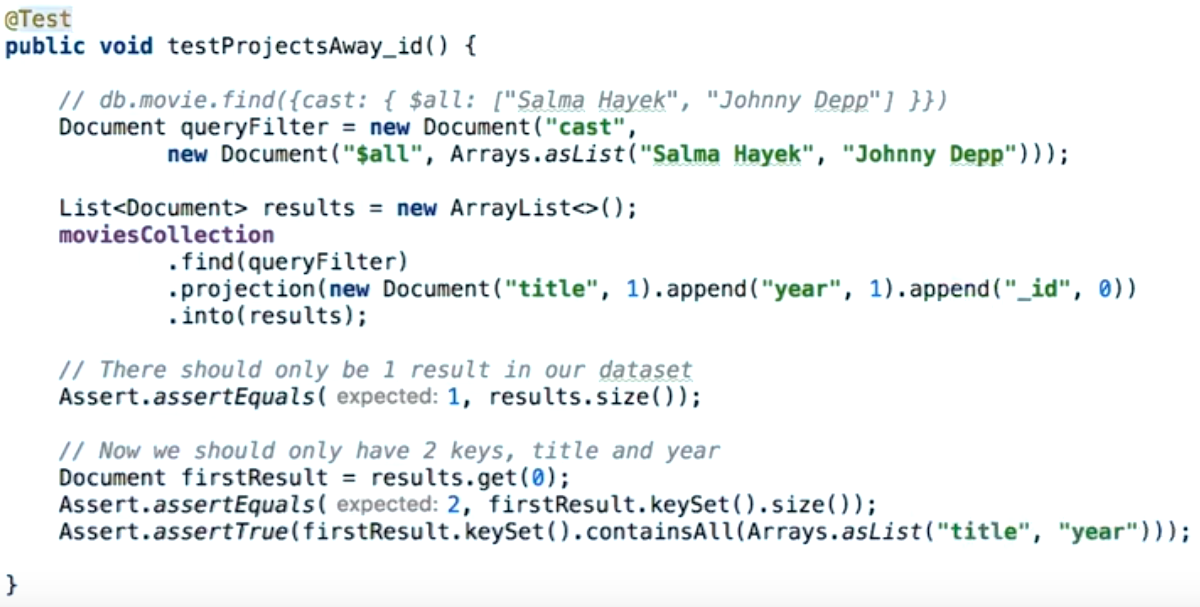 @Test
public void testProjectsAway_id() {
// db.movie.find({cast: { $all: ["Salma Hayek", "Johnny Depp"] }})
Document queryFilter = new Document("cast",
new Document("$all", Arrays.asList("Salma Hayek", "Johnny Depp")));
List<Document> results = new ArrayList<>();
moviesCollection
.find(queryFilter)
.projection(new Document("title", 1).append("year", 1).append("_id", 0))
.into(results);
// There should only be 1 result in our dataset
Assert.assertEquals( expected: 1, results.size());
// Now we should only have 2 keys, title and year
Document firstResult = results.get(0);
Assert.assertEquals( expected: 2, firstResult.keySet().size());
Assert.assertTrue(firstResult.keySet().containsAll(Arrays.asList("title", "year")));
}